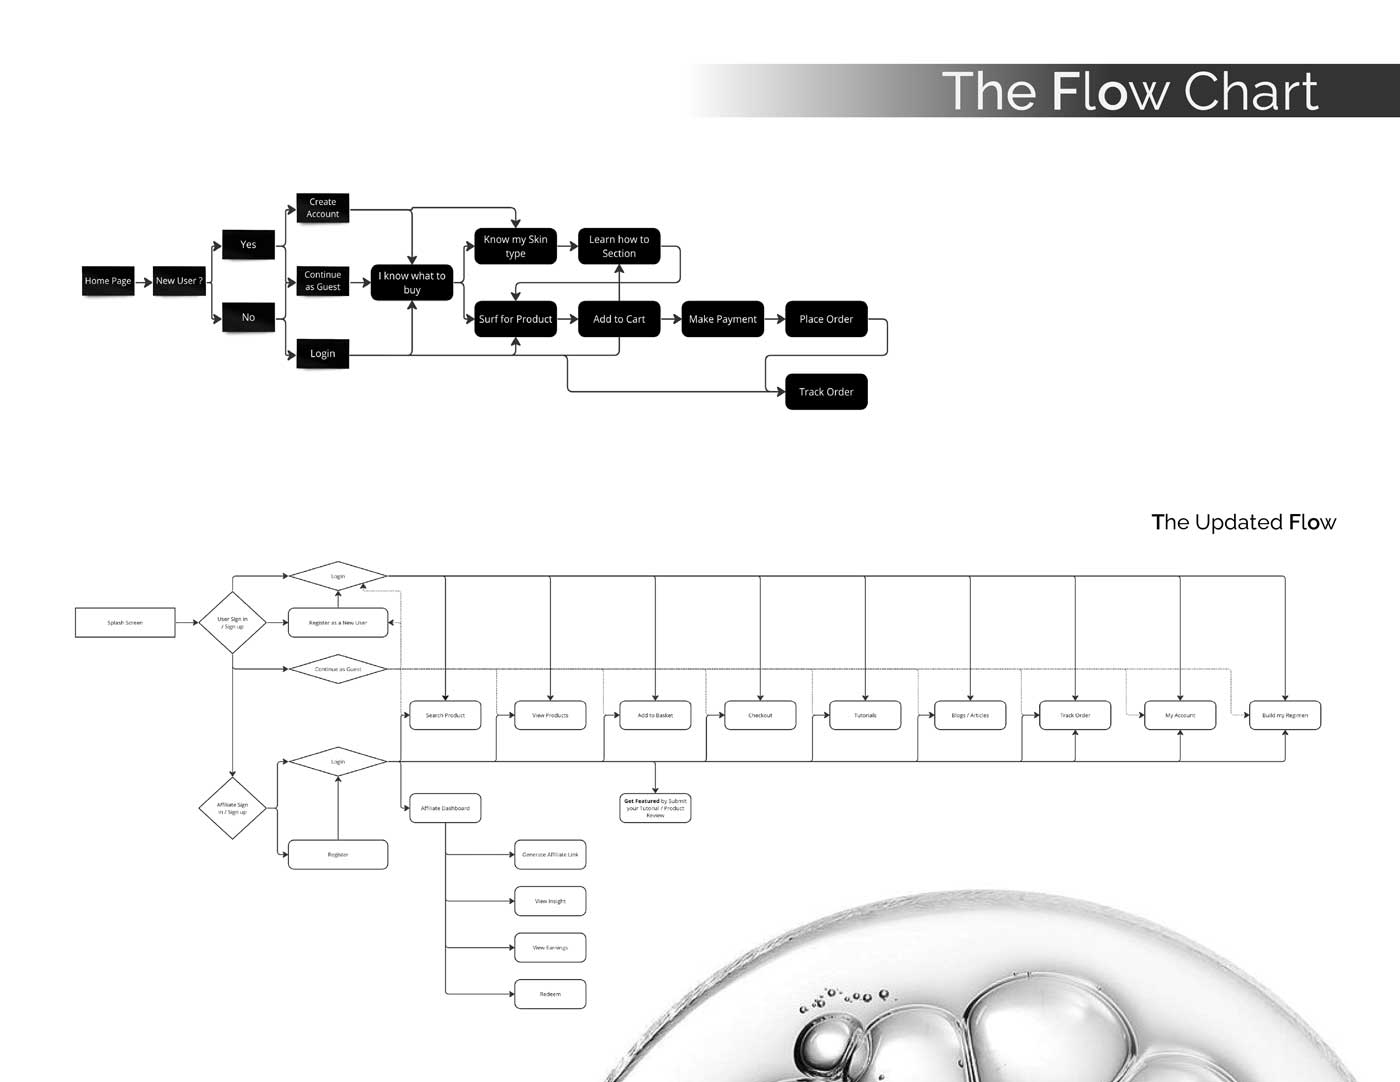 The Flow Chart
Create
Account
Yes
Know my Skin
type
Learn how to
Section
Home Page
New User ?
Continue
as Guest
I know what to
buy
No
Surf for Product
Add to Cart
Make Payment
Place Order
Login
Track Order
The Updated Flow
Login
Splash Screen
User Sign in
/ Sign up
Register as a New User
Continue as Guest
Search Product
View Products
Add to Basket
Checkout
Tutorials
Blogs / Articles
Track Order
My Account
Build my Regimen
Login
Affiliate Sign
in / Sign up
Affiliate Dashboard
Get Featured by Submit
your Tutorial / Product
Review
Register
Generate Affiliate Link
View Insight
View Earnings
Redeem